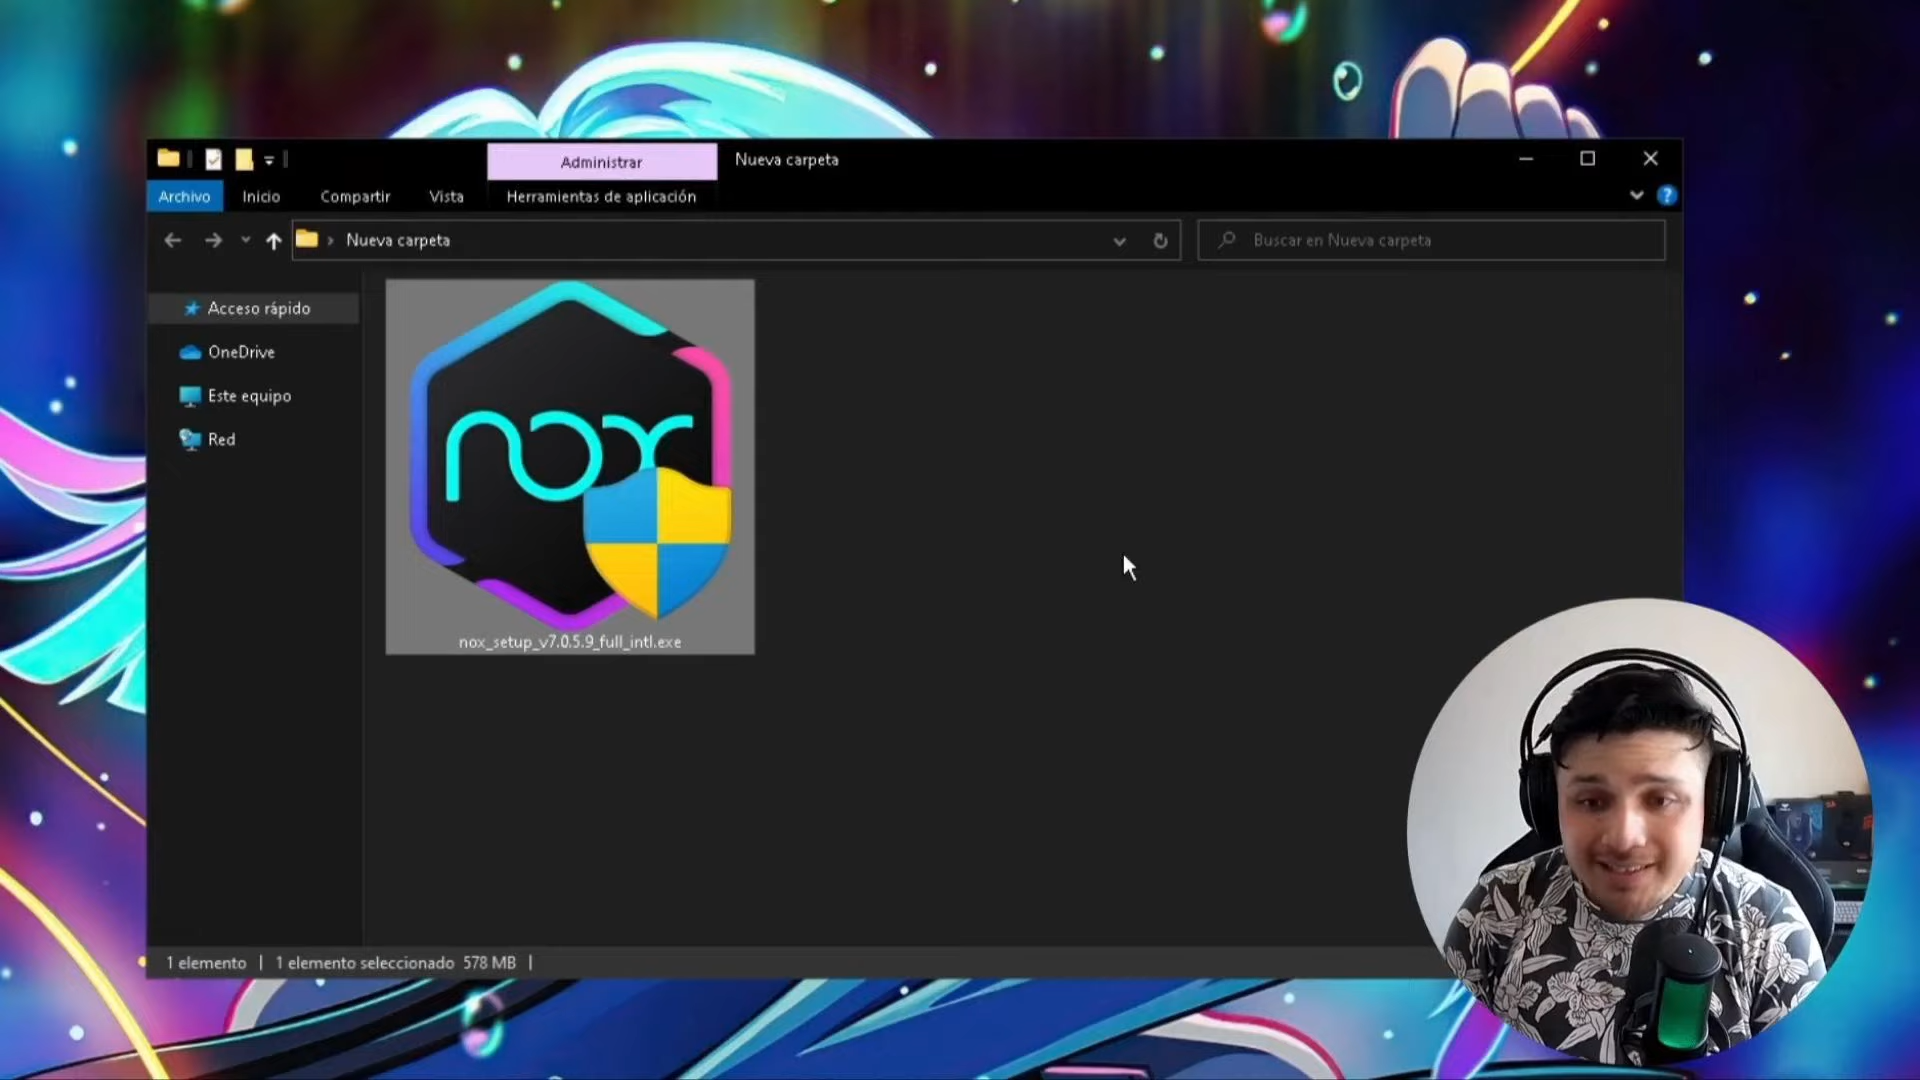 Administrar
Nueva carpeta
Archivo
Inicio
Compartir
Vista
Herramientas de aplicación
?
› Nueva carpeta
Buscar en Nueva carpeta
Acceso rápido
OneDrive
Este equipo
Red
nox
nox_setup_v7.0.5.9_full_intl.exe
1 elemento | 1 elemento seleccionado 578 MB |